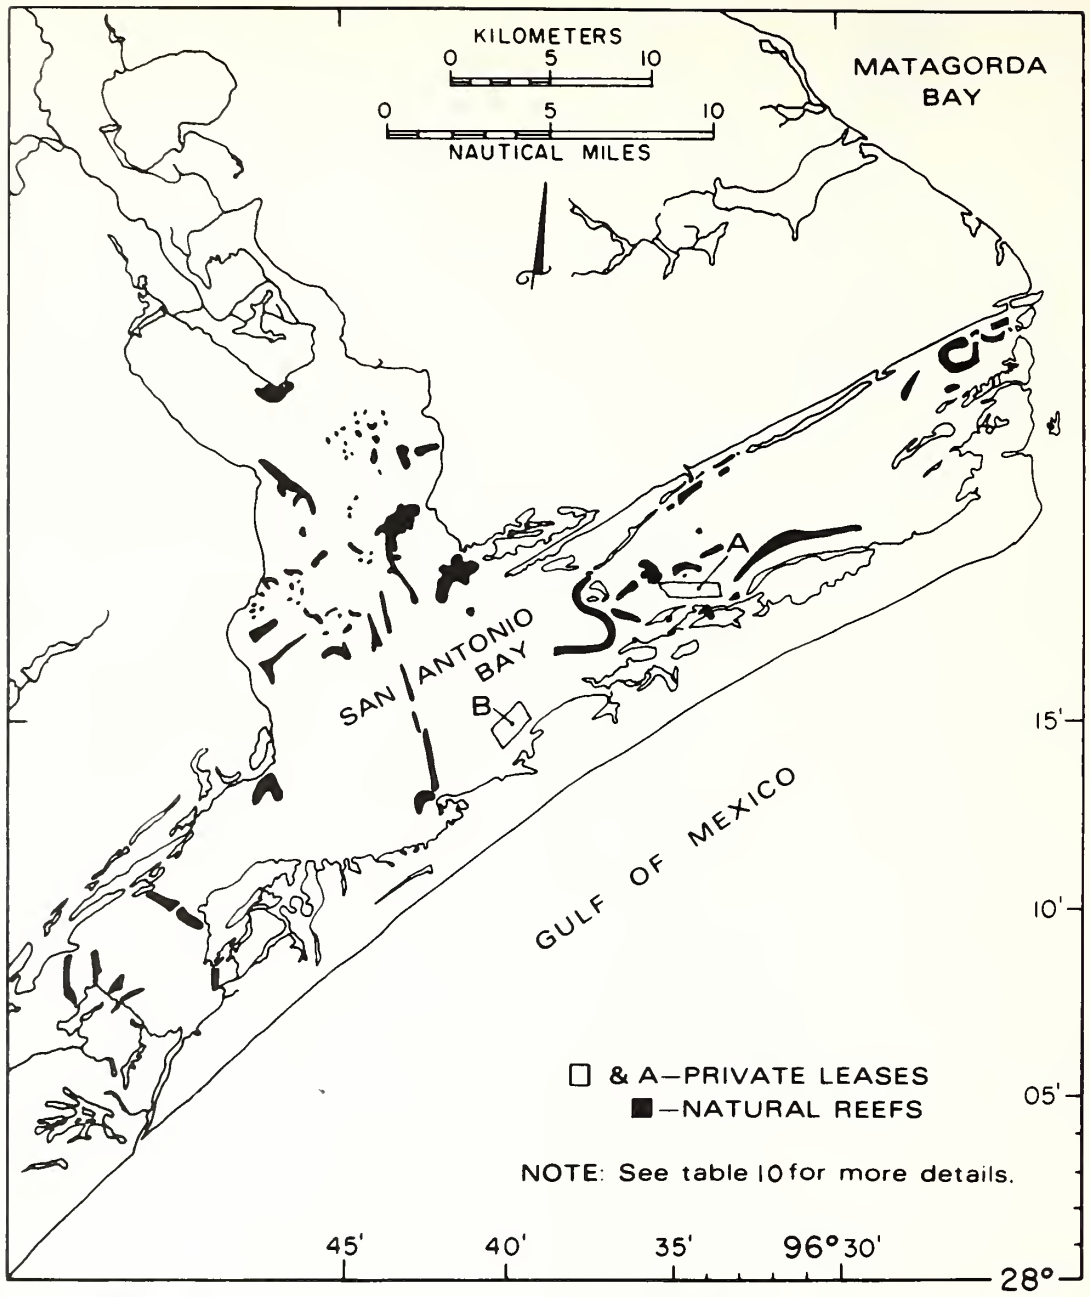 KILOMETERS
0 5 10
0 5 10
NAUTICAL MILES
MATAGORDA
BAY
A
SAN ANTONIO
BAY
B
15'
GULF OF MEXICO
10'
& A—PRIVATE LEASES
—NATURAL REEFS
05'
NOTE: See table 10 for more details.
45' 40' 35' 96°30'
28°